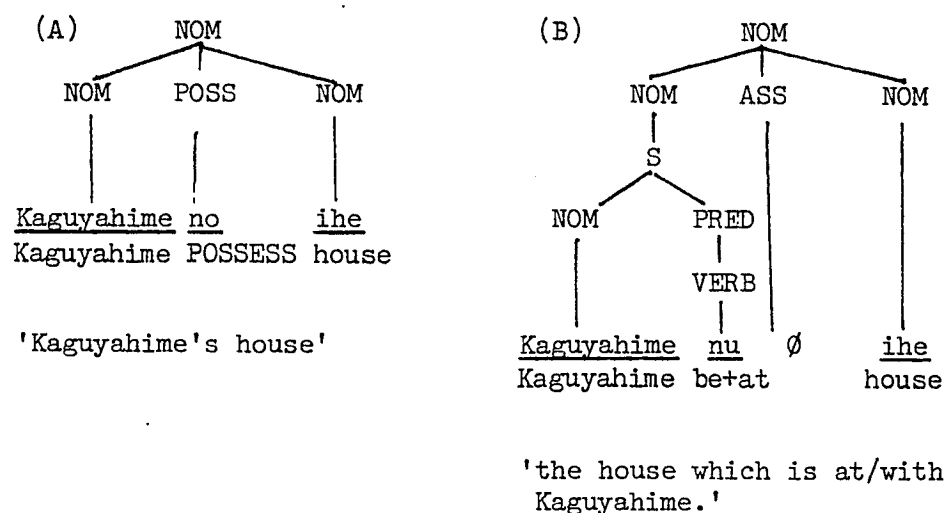 (A) NOM
NOM POSS NOM
Kaguyahime no ihe
Kaguyahime POSSESS house
'Kaguyahime's house'
(B) NOM
NOM ASS NOM
S
NOM PRED
VERB
Kaguyahime nu ∅ ihe
Kaguyahime be+at house
'the house which is at/with
Kaguyahime.'